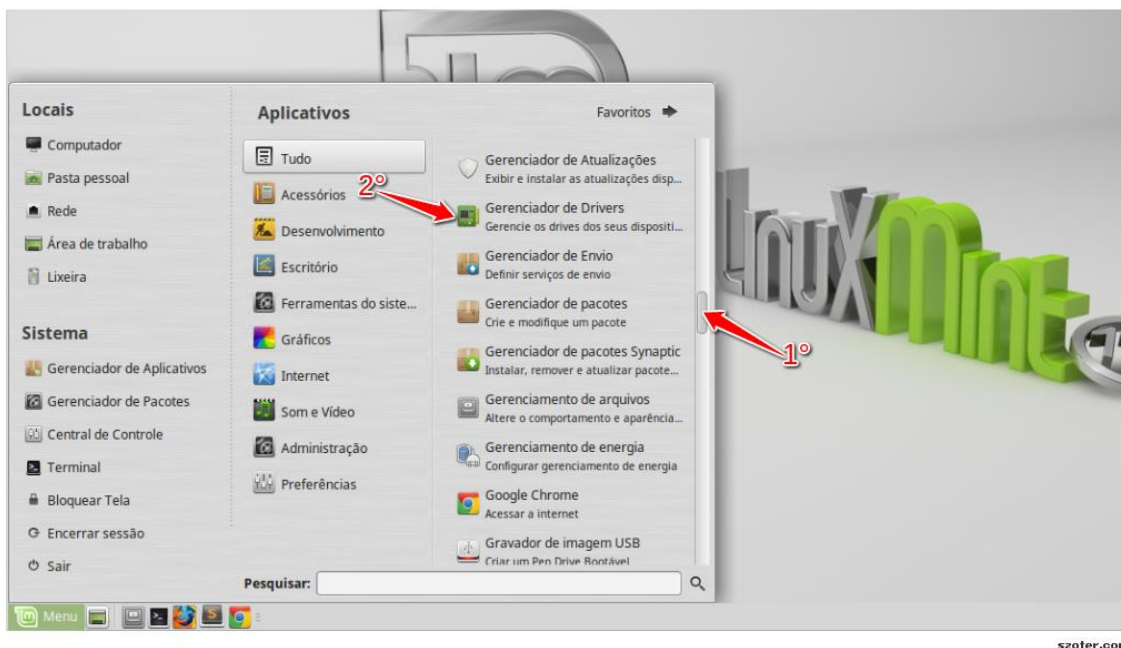 Locais
Computador
Pasta pessoal
Rede
Área de trabalho
Lixeira
Sistema
Gerenciador de Aplicativos
Gerenciador de Pacotes
Central de Controle
Terminal
Bloquear Tela
Encerrar sessão
Sair
Aplicativos
Favoritos
Tudo
Acessórios
Desenvolvimento
Escritório
Ferramentas do siste...
Gráficos
Internet
Som e Vídeo
Administração
Preferências
2°
Gerenciador de Atualizações
Exibir e instalar as atualizações disp...
Gerenciador de Drivers
Gerencie os drives dos seus dispositi...
Gerenciador de Envio
Definir serviços de envio
Gerenciador de pacotes
Crie e modifique um pacote
Gerenciador de pacotes Synaptic
Instalar, remover e atualizar pacote...
Gerenciamento de arquivos
Altere o comportamento e aparência...
Gerenciamento de energia
Configurar gerenciamento de energia
Google Chrome
Acessar a internet
Gravador de imagem USB
Criar um Pen Drive Bootável
1°
Pesquisar:
Menu
LinuxMint
szoter.com